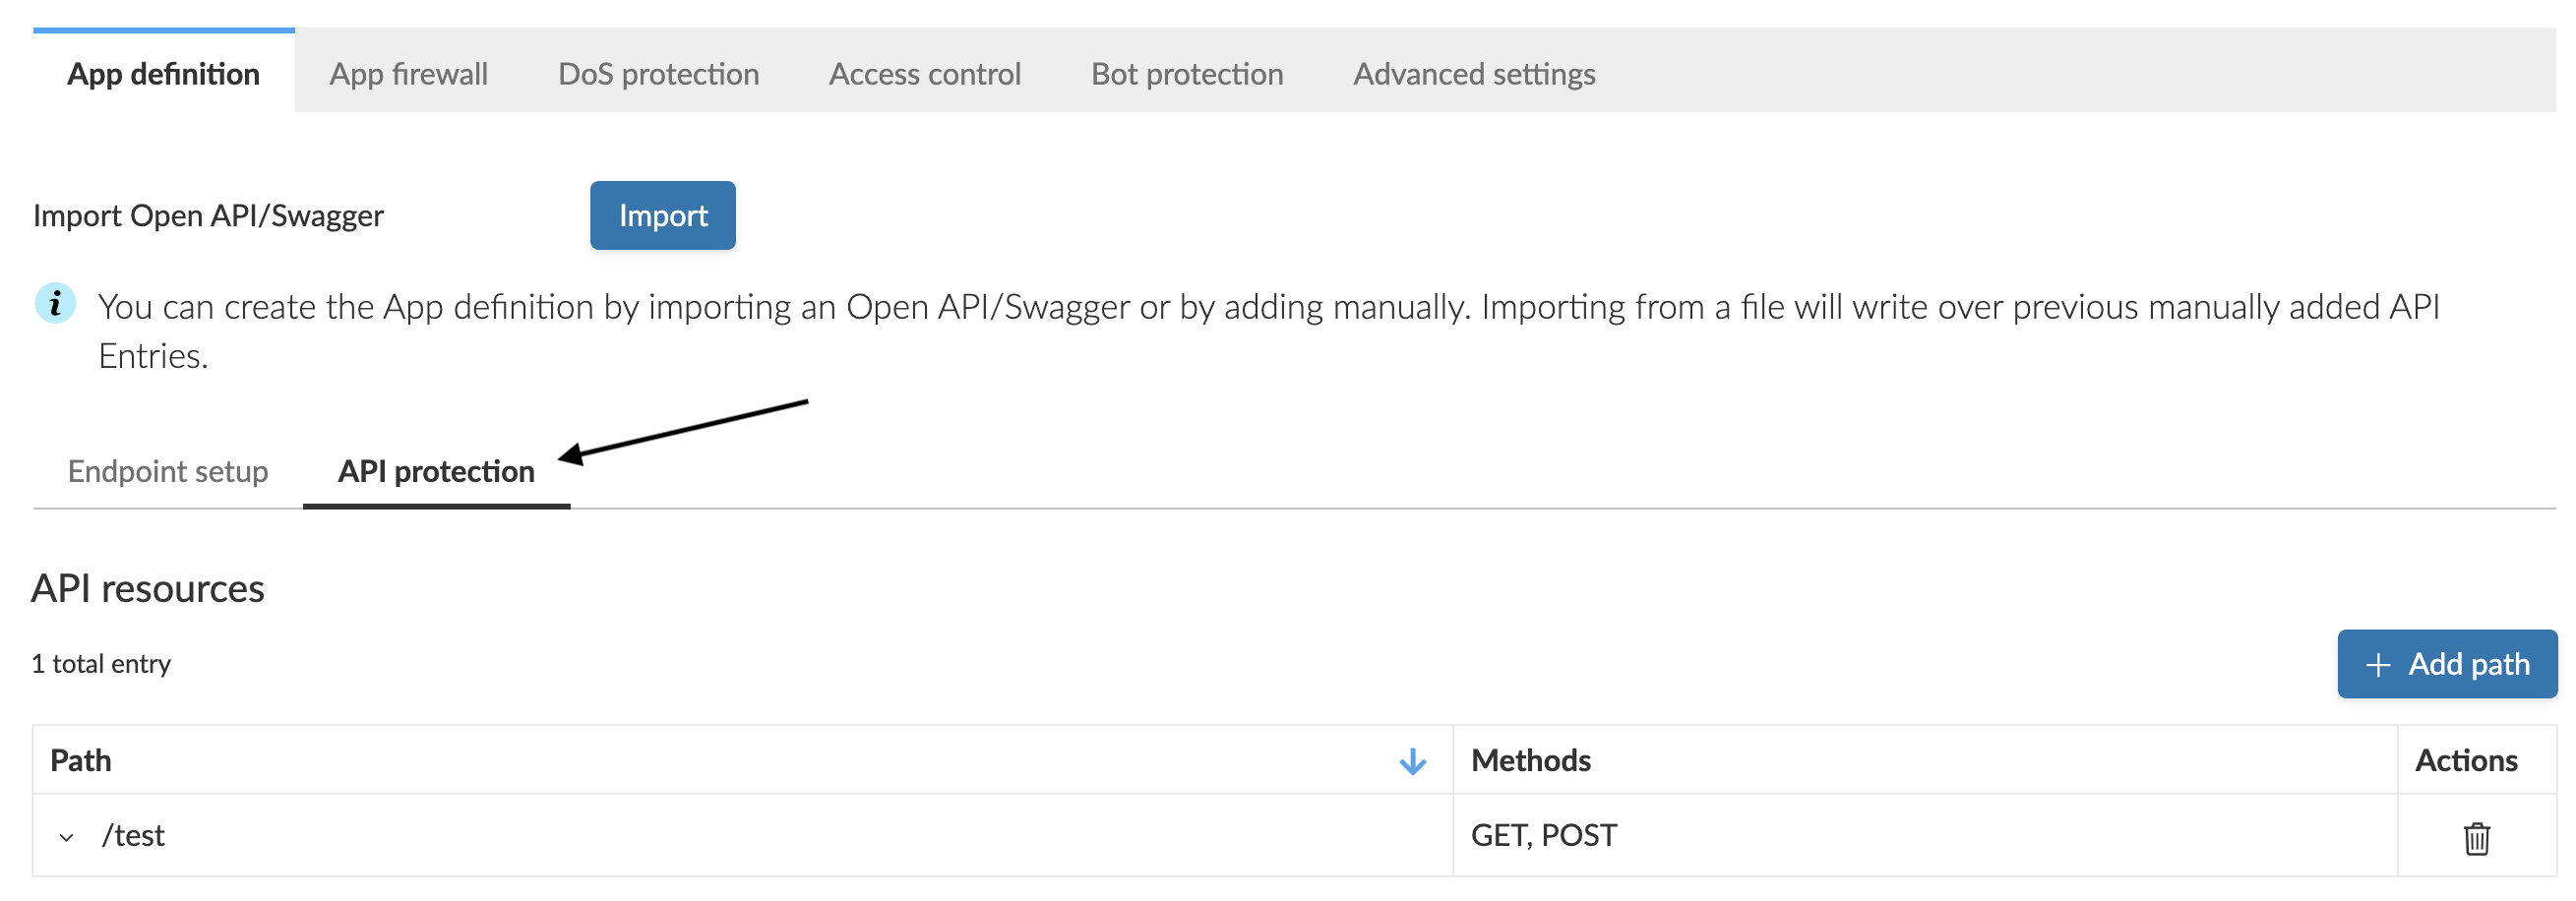 App definition App firewall DoS protection Access control Bot protection Advanced settings
Import Open API/Swagger Import
i You can create the App definition by importing an Open API/Swagger or by adding manually. Importing from a file will write over previous manually added API
Entries.
Endpoint setup API protection
API resources
1 total entry + Add path
Path Methods Actions
/test GET, POST